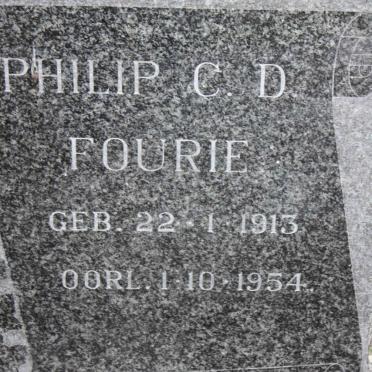 PHILIP C. D.
FOURIE
GEB. 22·1·1913
OORL. 1·10·1954.